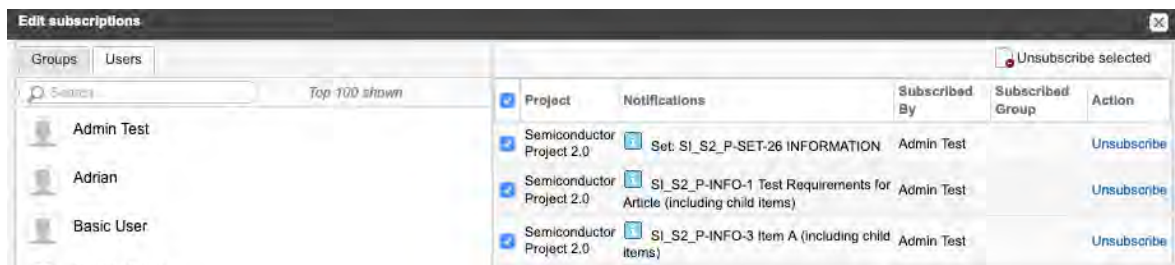 Edit subscriptions
Groups Users
Unsubscribe selected
Search
Top 100 shown
Project Notifications Subscribed By Subscribed Group Action
Admin Test
Adrian
Basic User
Semiconductor Project 2.0
Set: SI_S2_P-SET-26 INFORMATION
Admin Test
Unsubscribe
Semiconductor Project 2.0
SI_S2_P-INFO-1 Test Requirements for
Article (including child items)
Admin Test
Unsubscribe
Semiconductor Project 2.0
SI_S2_P-INFO-3 Item A (including child
items)
Admin Test
Unsubscribe